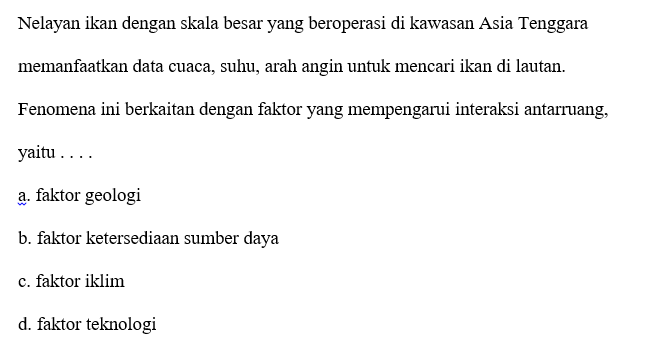 Nelayan ikan dengan skala besar yang beroperasi di kawasan Asia Tenggara
memanfaatkan data cuaca, suhu, arah angin untuk mencari ikan di lautan.
Fenomena ini berkaitan dengan faktor yang mempengarui interaksi antarruang,
yaitu . . . .
a. faktor geologi
b. faktor ketersediaan sumber daya
c. faktor iklim
d. faktor teknologi